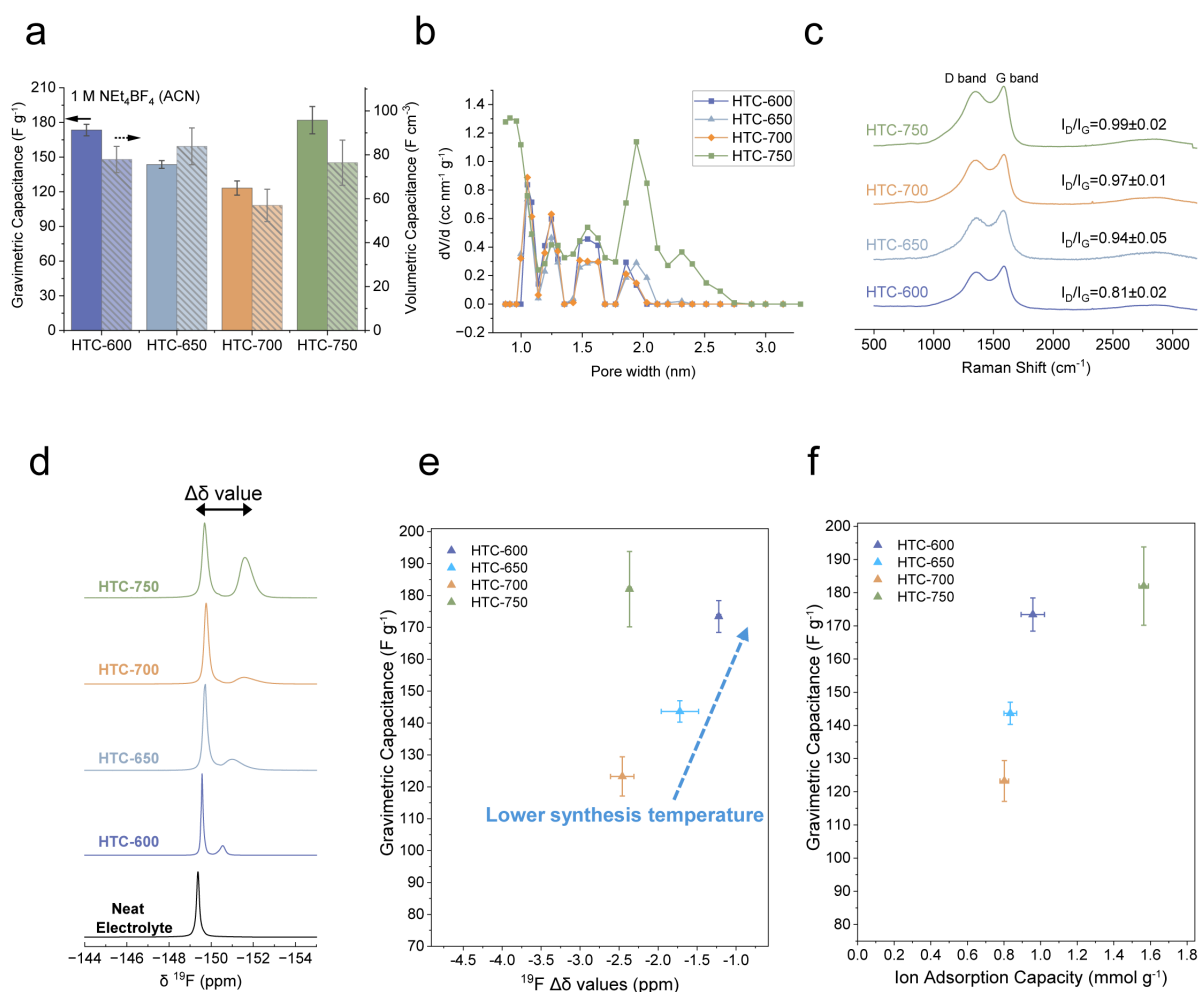 a
1 M NEt₄BF₄ (ACN)
Gravimetric Capacitance (F g⁻¹)
210
180
150
120
90
60
30
0
Volumetric Capacitance (F cm⁻³)
100
80
60
40
20
0
HTC-600 HTC-650 HTC-700 HTC-750
b
HTC-600
HTC-650
HTC-700
HTC-750
dV/d (cc nm⁻¹ g⁻¹)
1.4
1.2
1.0
0.8
0.6
0.4
0.2
0.0
−0.2
1.0 1.5 2.0 2.5 3.0
Pore width (nm)
c
D band G band
HTC-750 I_D/I_G=0.99±0.02
HTC-700 I_D/I_G=0.97±0.01
HTC-650 I_D/I_G=0.94±0.05
HTC-600 I_D/I_G=0.81±0.02
500 1000 1500 2000 2500 3000
Raman Shift (cm⁻¹)
d
Δδ value
HTC-750
HTC-700
HTC-650
HTC-600
Neat
Electrolyte
−144 −146 −148 −150 −152 −154
δ ¹⁹F (ppm)
e
HTC-600
HTC-650
HTC-700
HTC-750
Lower synthesis temperature
Gravimetric Capacitance (F g⁻¹)
200
190
180
170
160
150
140
130
120
110
100
90
80
70
-4.5 -4.0 -3.5 -3.0 -2.5 -2.0 -1.5 -1.0
¹⁹F Δδ values (ppm)
f
HTC-600
HTC-650
HTC-700
HTC-750
Gravimetric Capacitance (F g⁻¹)
200
190
180
170
160
150
140
130
120
110
100
90
80
0.0 0.2 0.4 0.6 0.8 1.0 1.2 1.4 1.6 1.8
Ion Adsorption Capacity (mmol g⁻¹)